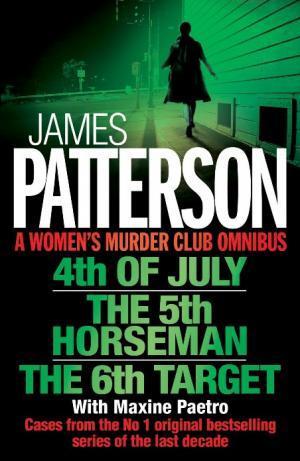 JAMES
PATTERSON
A WOMEN'S MURDER CLUB OMNIBUS
4th OF JULY
THE 5th
HORSEMAN
THE 6th TARGET
With Maxine Paetro
Cases from the No 1 original bestselling
series of the last decade